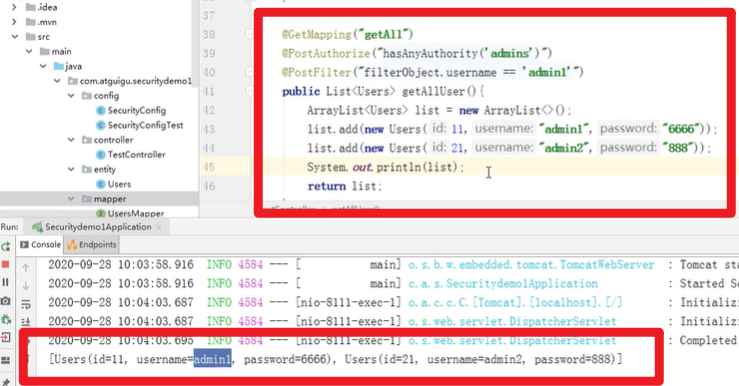 .idea
.mvn
src
main
java
com.atguigu.securitydemo1
config
SecurityConfig
SecurityConfigTest
controller
TestController
entity
Users
mapper
UsersMapper
37
38 @GetMapping("getAll")
39 @PostAuthorize("hasAnyAuthority('admins')")
40 @PostFilter("filterObject.username == 'admin1'")
41 public List<Users> getAllUser(){
42 ArrayList<Users> list = new ArrayList<>();
43 list.add(new Users( id: 11, username: "admin1", password: "6666"));
44 list.add(new Users( id: 21, username: "admin2", password: "888"));
45 System.out.println(list);
46 return list;
Run: Securitydemo1Application ×
Console Endpoints
2020-09-28 10:03:58.916 INFO 4584 --- [ main] o.s.b.w.embedded.tomcat.TomcatWebServer : Tomcat sta
2020-09-28 10:03:58.916 INFO 4584 --- [ main] c.a.s.Securitydemo1Application : Started Se
2020-09-28 10:04:03.687 INFO 4584 --- [nio-8111-exec-1] o.a.c.c.C.[Tomcat].[localhost].[/] : Initializi
2020-09-28 10:04:03.687 INFO 4584 --- [nio-8111-exec-1] o.s.web.servlet.DispatcherServlet : Initializi
2020-09-28 10:04:03.695 INFO 4584 --- [nio-8111-exec-1] o.s.web.servlet.DispatcherServlet : Completed
[Users(id=11, username=admin1, password=6666), Users(id=21, username=admin2, password=888)]